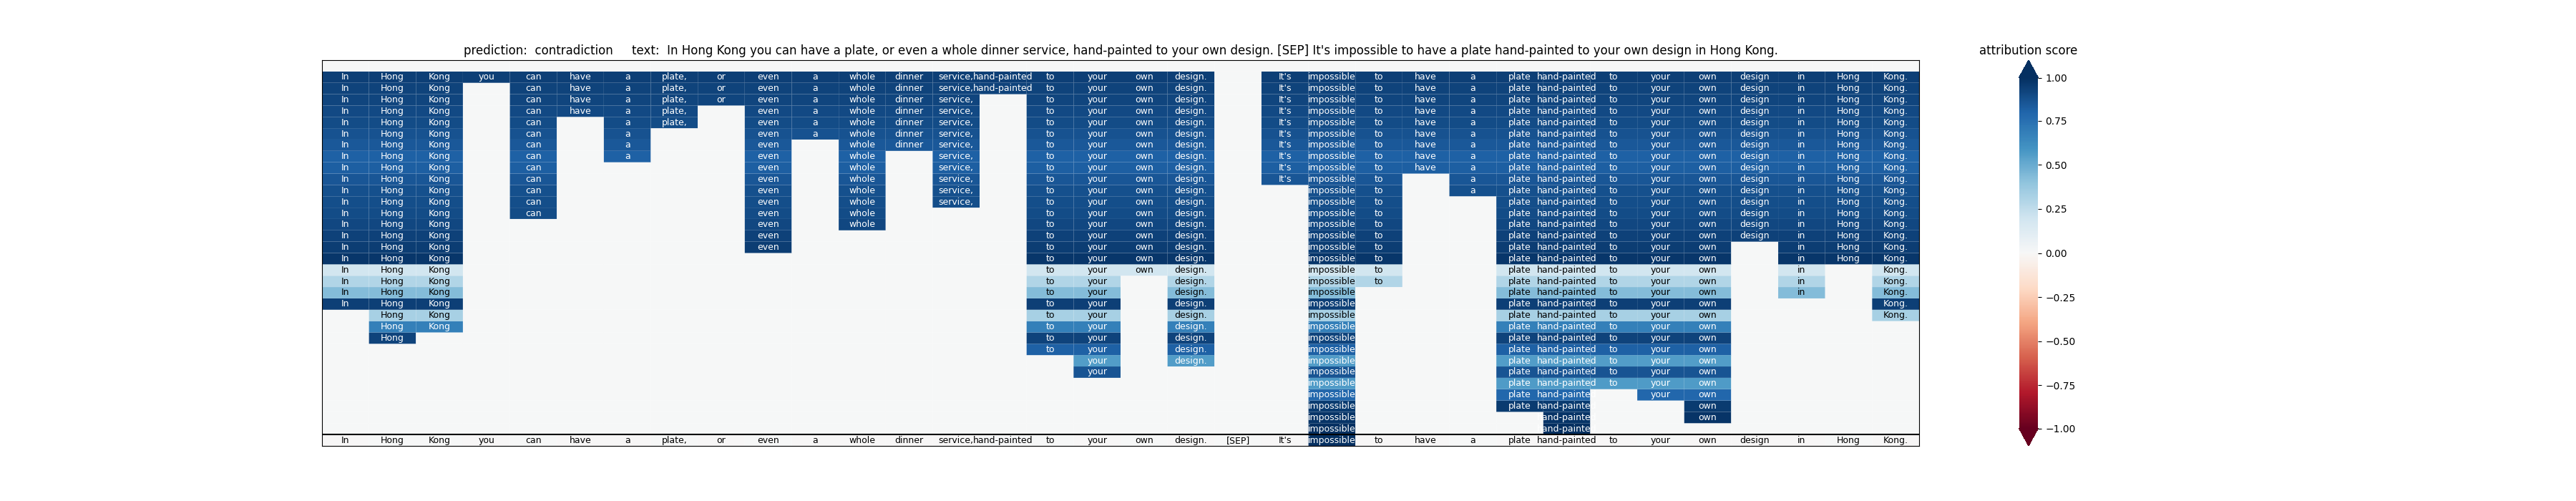 prediction: contradiction text: In Hong Kong you can have a plate, or even a whole dinner service, hand-painted to your own design. [SEP] It's impossible to have a plate hand-painted to your own design in Hong Kong.
In Hong Kong you can have a plate, or even a whole dinner service, hand-painted to your own design. It's impossible to have a plate hand-painted to your own design in Hong Kong.
In Hong Kong can have a plate, or even a whole dinner service, hand-painted to your own design. It's impossible to have a plate hand-painted to your own design in Hong Kong.
In Hong Kong can have a plate, or even a whole dinner service, to your own design. It's impossible to have a plate hand-painted to your own design in Hong Kong.
In Hong Kong can have a plate, even a whole dinner service, to your own design. It's impossible to have a plate hand-painted to your own design in Hong Kong.
In Hong Kong can a plate, even a whole dinner service, to your own design. It's impossible to have a plate hand-painted to your own design in Hong Kong.
In Hong Kong can a even a whole dinner service, to your own design. It's impossible to have a plate hand-painted to your own design in Hong Kong.
In Hong Kong can a even whole dinner service, to your own design. It's impossible to have a plate hand-painted to your own design in Hong Kong.
In Hong Kong can a even whole service, to your own design. It's impossible to have a plate hand-painted to your own design in Hong Kong.
In Hong Kong can even whole service, to your own design. It's impossible to have a plate hand-painted to your own design in Hong Kong.
In Hong Kong can even whole service, to your own design. It's impossible to a plate hand-painted to your own design in Hong Kong.
In Hong Kong can even whole service, to your own design. impossible to a plate hand-painted to your own design in Hong Kong.
In Hong Kong can even whole service, to your own design. impossible to plate hand-painted to your own design in Hong Kong.
In Hong Kong can even whole to your own design. impossible to plate hand-painted to your own design in Hong Kong.
In Hong Kong even whole to your own design. impossible to plate hand-painted to your own design in Hong Kong.
In Hong Kong even to your own design. impossible to plate hand-painted to your own design in Hong Kong.
In Hong Kong even to your own design. impossible to plate hand-painted to your own in Hong Kong.
In Hong Kong to your own design. impossible to plate hand-painted to your own in Hong Kong.
In Hong Kong to your own design. impossible to plate hand-painted to your own in Kong.
In Hong Kong to your design. impossible to plate hand-painted to your own in Kong.
In Hong Kong to your design. impossible plate hand-painted to your own in Kong.
In Hong Kong to your design. impossible plate hand-painted to your own Kong.
Hong Kong to your design. impossible plate hand-painted to your own Kong.
Hong Kong to your design. impossible plate hand-painted to your own
Hong to your design. impossible plate hand-painted to your own
to your design. impossible plate hand-painted to your own
your design. impossible plate hand-painted to your own
your impossible plate hand-painted to your own
impossible plate hand-painted to your own
impossible plate hand-painte your own
impossible plate hand-painte own
impossible and-painte own
impossible and-painte
In Hong Kong you can have a plate, or even a whole dinner service, hand-painted to your own design. [SEP] It's impossible to have a plate hand-painted to your own design in Hong Kong.
attribution score
1.00
0.75
0.50
0.25
0.00
−0.25
−0.50
−0.75
−1.00